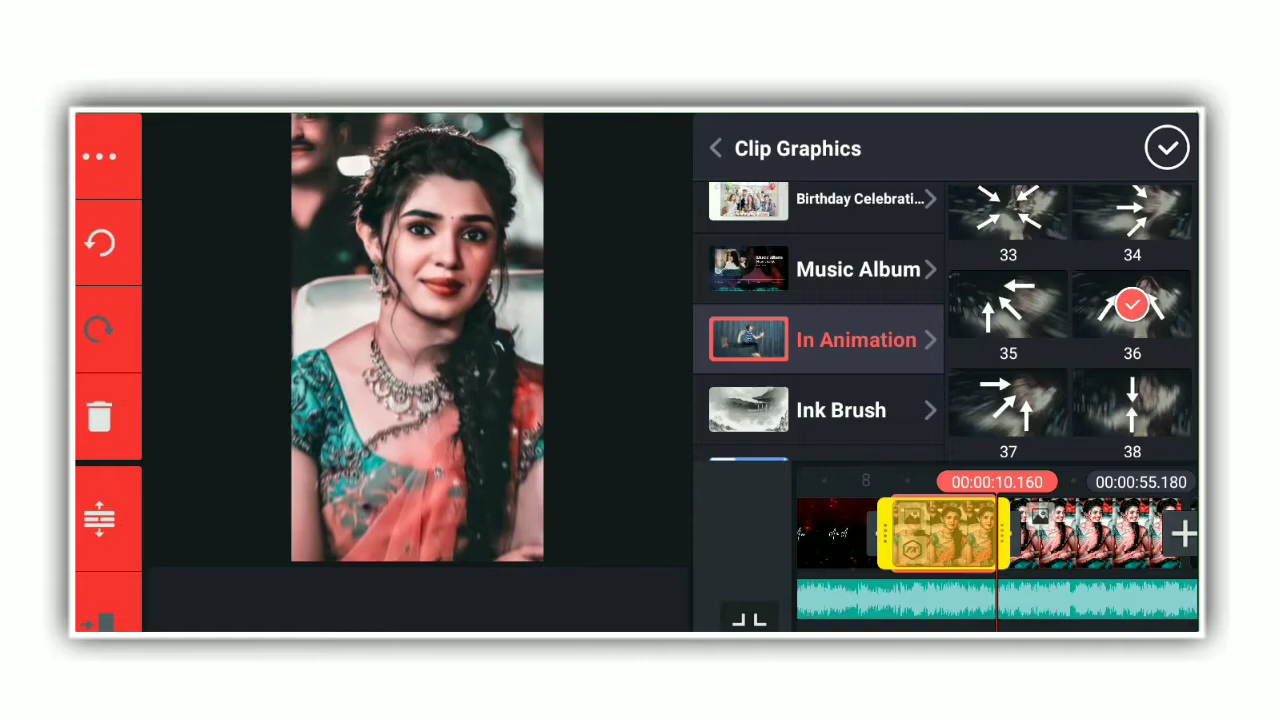 Clip Graphics
Birthday Celebrati...
Music Album
In Animation
Ink Brush
33
34
35
36
37
38
8
00:00:10.160
00:00:55.180